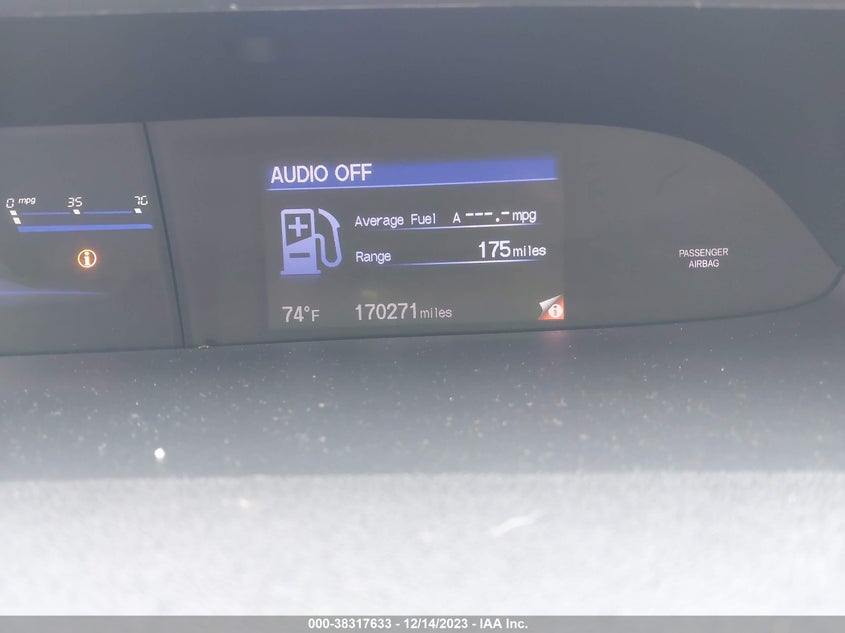 AUDIO OFF
0 mpg 35 70
Average Fuel A ---.- mpg
Range 175 miles
PASSENGER
AIRBAG
74°F 170271 miles
000-38317633 - 12/14/2023 - IAA Inc.